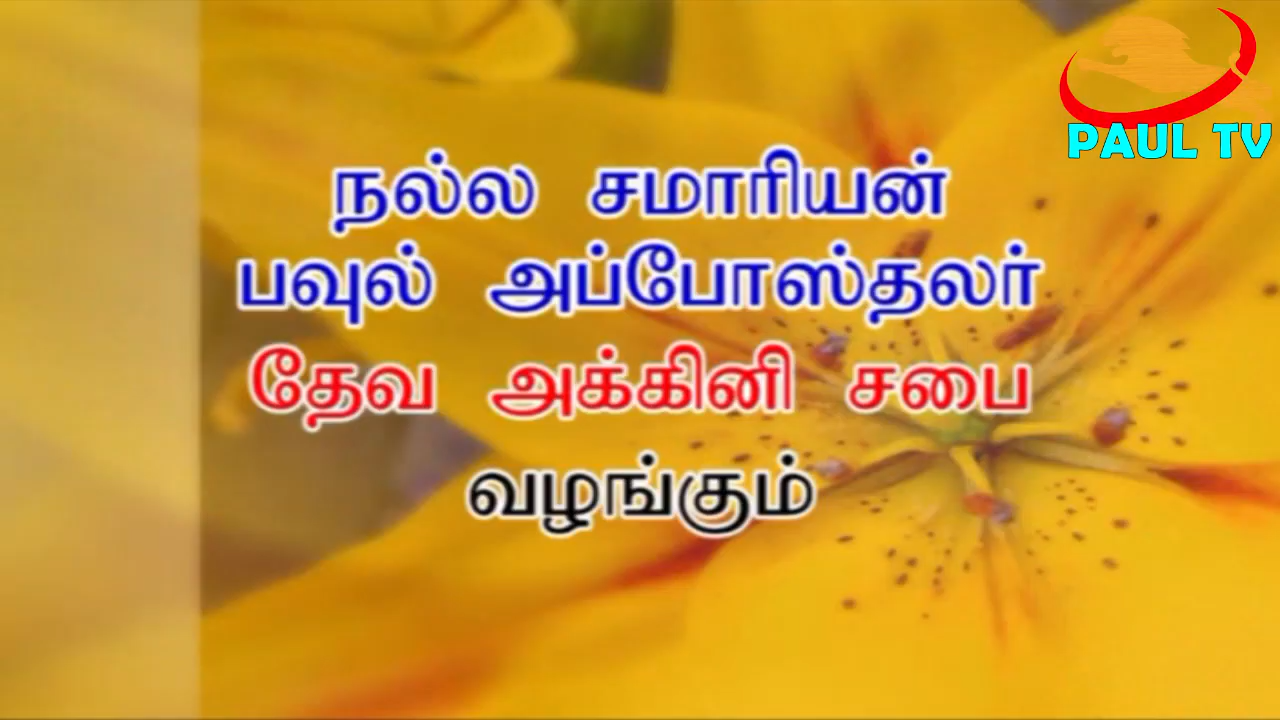 PAUL TV
நல்ல சமாரியன்
பவுல் அப்போஸ்தலர்
தேவ அக்கினி சபை
வழங்கும்